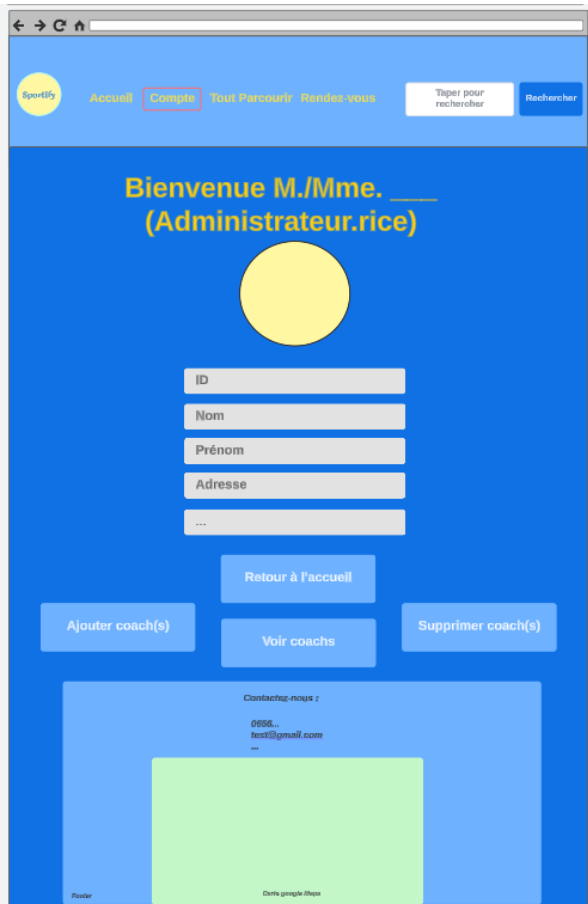 Sportify
Accueil Compte Tout Parcourir Rendez-vous
Taper pour
rechercher
Rechercher
Bienvenue M./Mme. ___
(Administrateur.rice)
ID
Nom
Prénom
Adresse
...
Retour à l'accueil
Ajouter coach(s)
Voir coachs
Supprimer coach(s)
Contactez-nous :
0656...
test@gmail.com
...
Footer
Carte google Maps